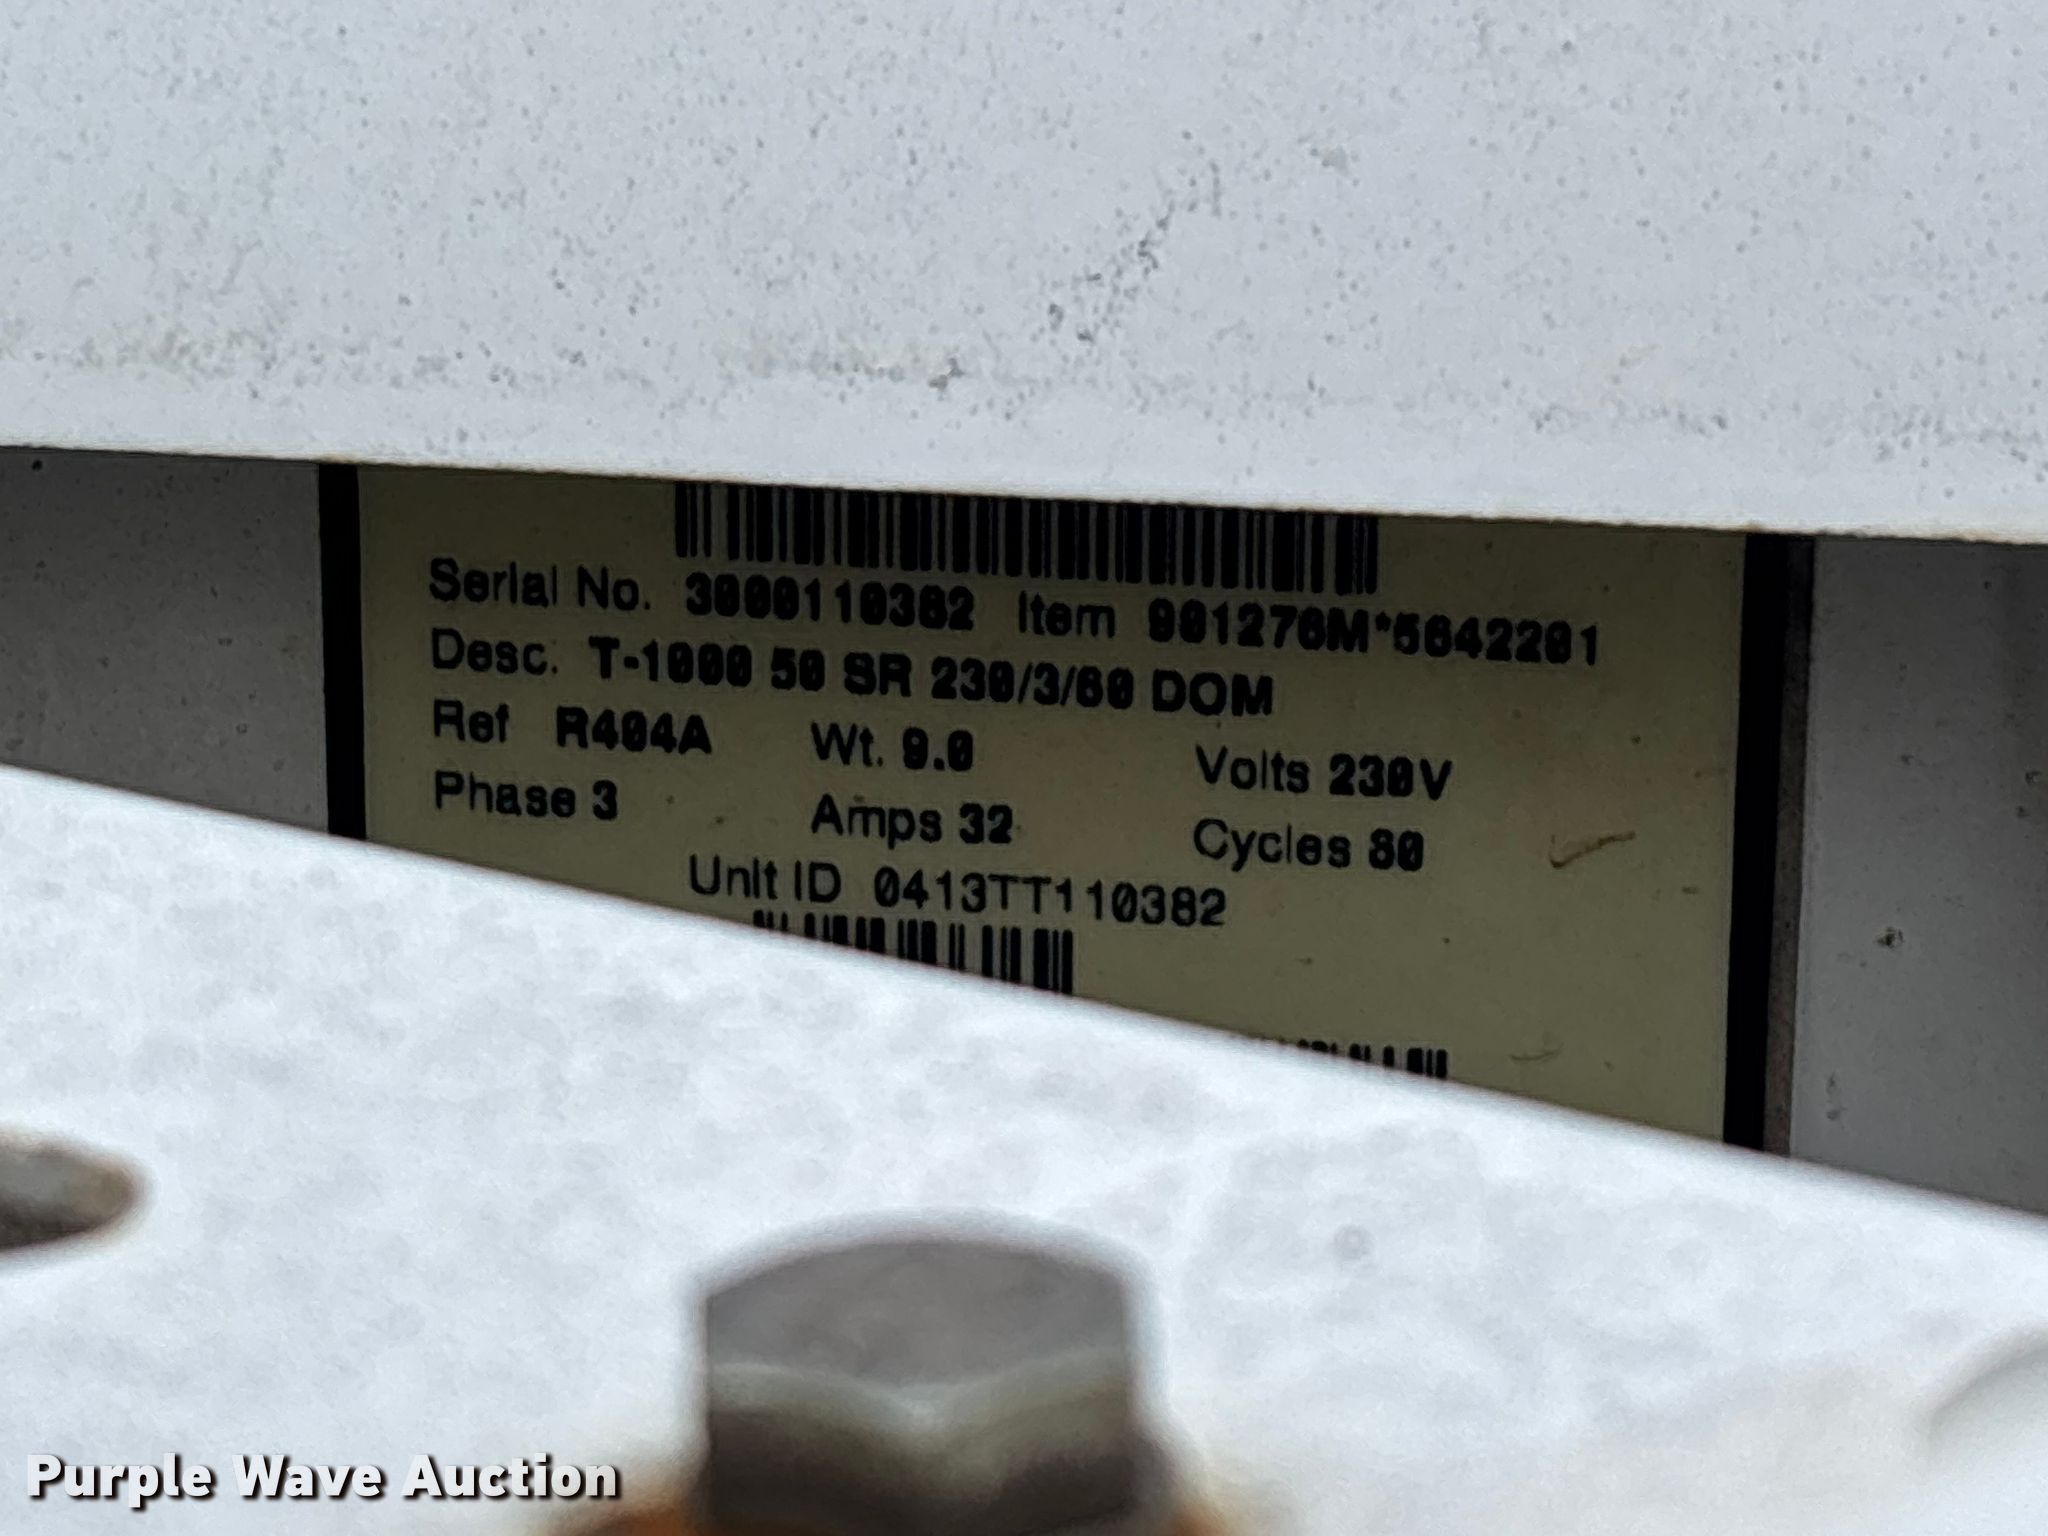 Serial No. 3000110382 Item 901276M*5642201
Desc. T-1000 50 SR 230/3/60 DOM
Ref R404A Wt. 9.0 Volts 230V
Phase 3 Amps 32 Cycles 60
Unit ID 0413TT110382
Purple Wave Auction